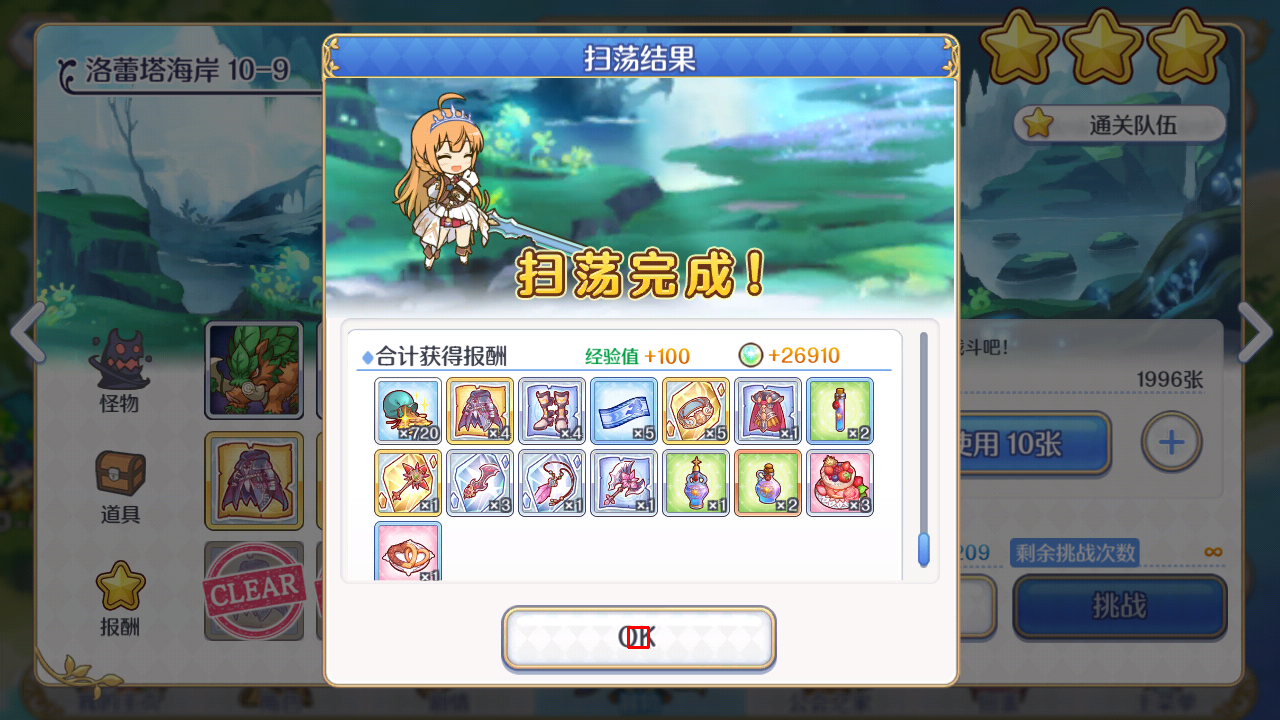 洛蕾塔海岸 10-9
扫荡结果
通关队伍
扫荡完成！
合计获得报酬
经验值 +100
+26910
×720
×4
×4
×5
×5
×1
×2
×1
×3
×1
×1
×1
×2
×3
×1
怪物
道具
报酬
CLEAR
斗吧！
1996张
使用 10张
209
剩余挑战次数
∞
挑战
OK